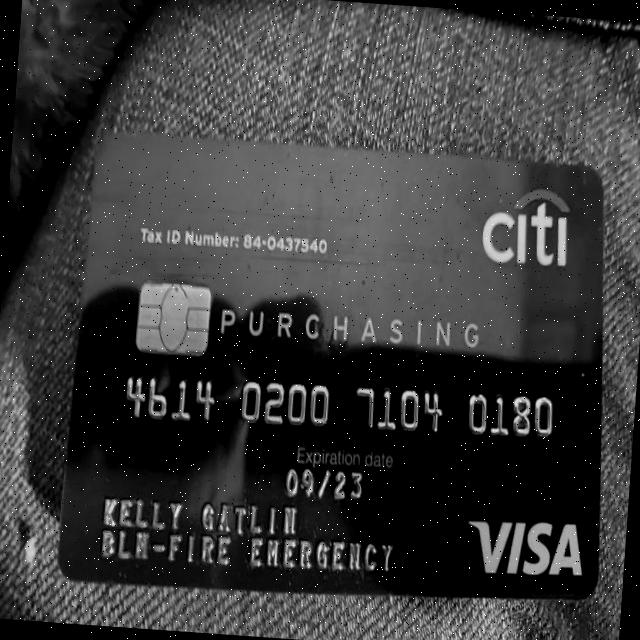 citi
Tax ID Number: 84-0437540
PURCHASING
4614 0200 7104 0180
Expiration date
09/23
KELLY GATLIN
BLM-FIRE EMERGENCY
VISA